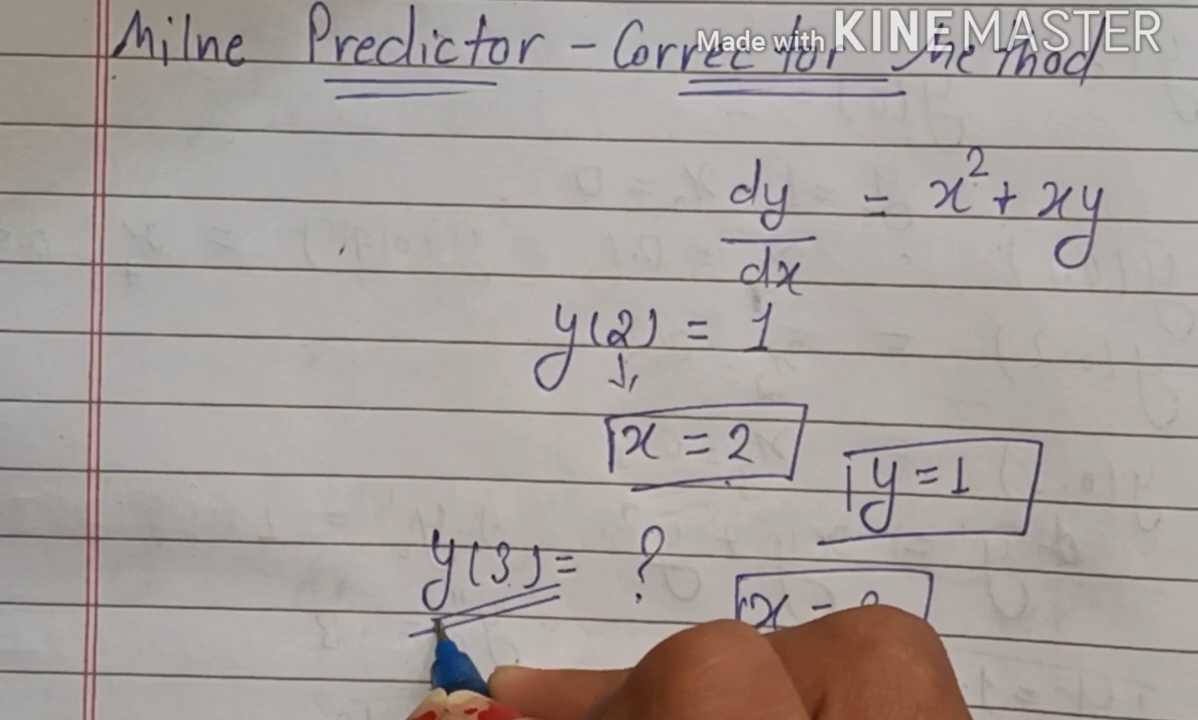 Milne Predictor - Corrector Method
Made with KINEMASTER
dy/dx = x² + xy
y(2) = 1
x = 2
y = 1
y(3) = ?
x =